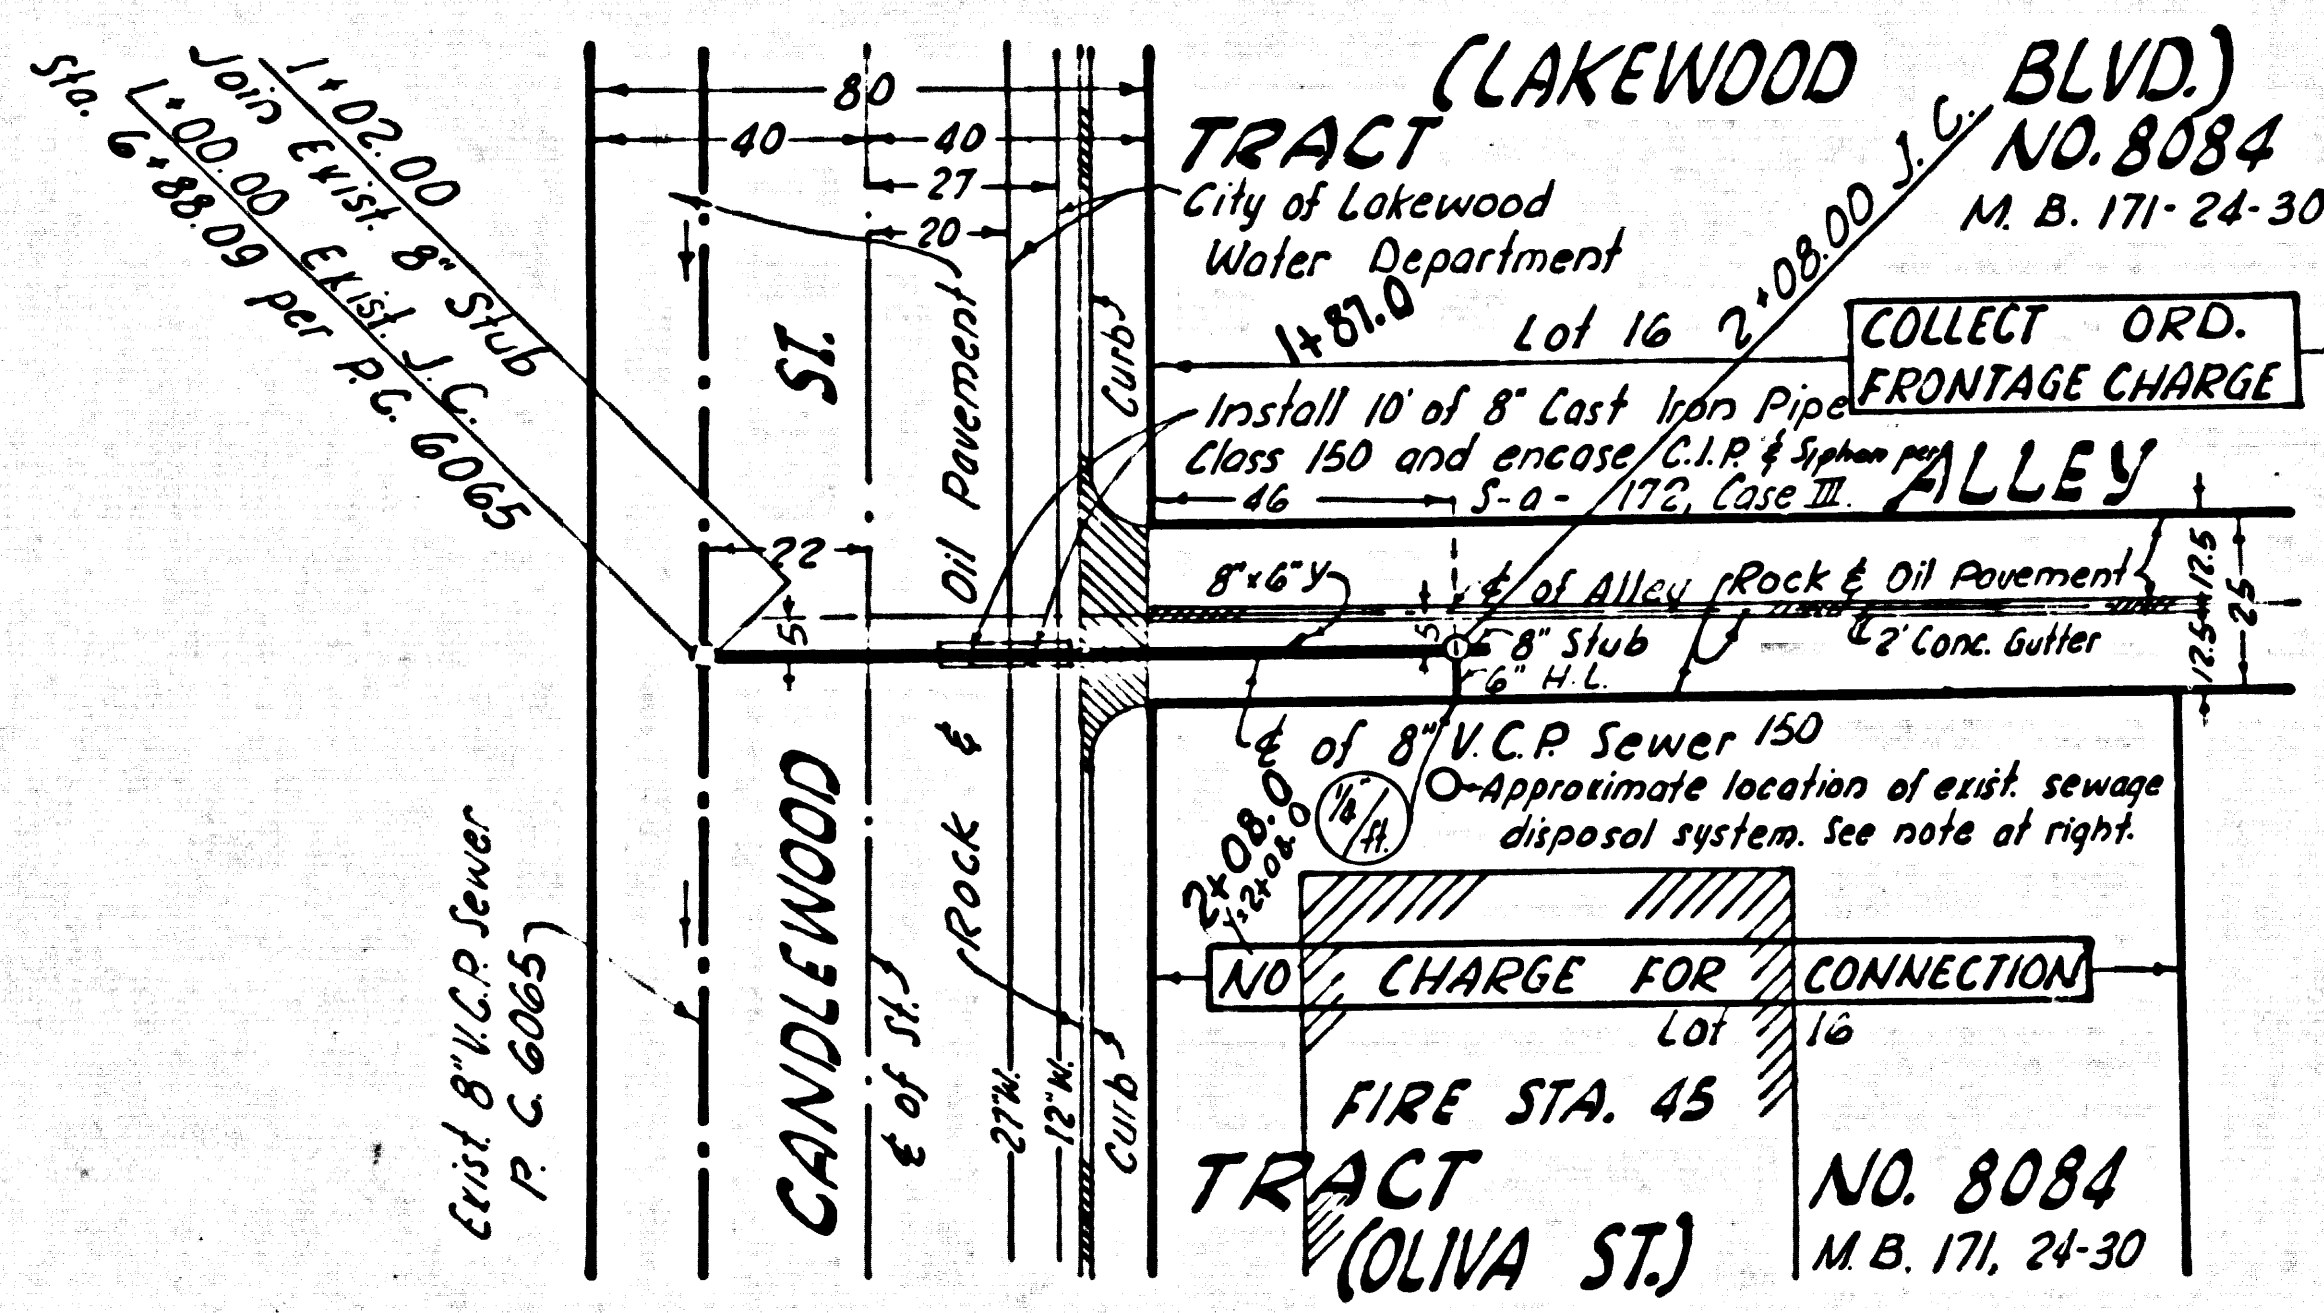 1+02.00
Join Exist. 8" Stub
1+00.00 Exist. J.C.
Sta. 6+88.09 per P.C. 6065
80
40
40
27
20
(LAKEWOOD BLVD.)
TRACT NO. 8084
M. B. 171-24-30
City of Lakewood
Water Department
2+08.00 J.C.
1+87.0
Lot 16
COLLECT ORD.
FRONTAGE CHARGE
Install 10' of 8" Cast Iron Pipe
Class 150 and encase C.I.P. & Siphon per
S-a-172, Case III.
46
ALLEY
ST.
Oil Pavement
Curb
22
5
8"x6" Y
℄ of Alley
Rock & Oil Pavement
12.5
25
12.5
5
8" Stub
6" H.L.
℄ 2' Conc. Gutter
℄ of 8" V.C.P. Sewer 150
Approximate location of exist. sewage
disposal system. See note at right.
1/4"/ft.
2+08.0
2+08.0
NO CHARGE FOR CONNECTION
Lot 16
FIRE STA. 45
TRACT NO. 8084
(OLIVA ST.)
M. B. 171, 24-30
Exist. 8" V.C.P. Sewer
P. C. 6065
CANDLEWOOD
℄ of St.
Rock &
27" W.
12" W.
Curb